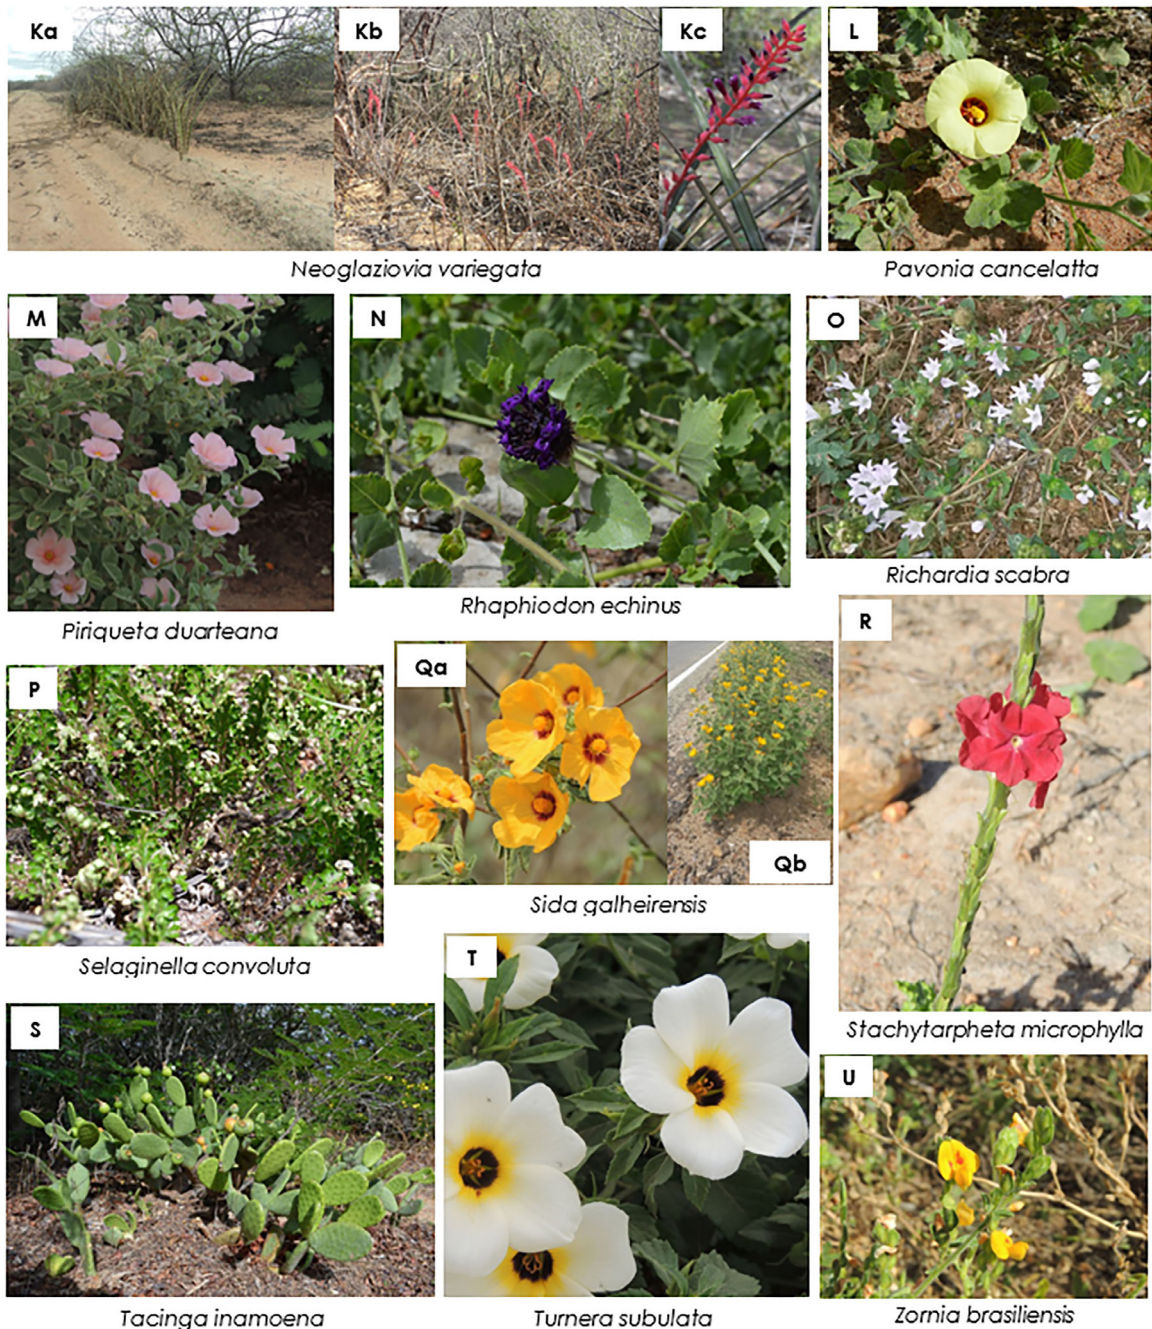 Ka
Kb
Kc
L
Neoglaziovia variegata
Pavonia cancelatta
M
N
O
Piriqueta duarteana
Rhaphiodon echinus
Richardia scabra
P
Qa
Qb
R
Selaginella convoluta
Sida galheirensis
Stachytarpheta microphylla
S
T
U
Tacinga inamoena
Turnera subulata
Zornia brasiliensis